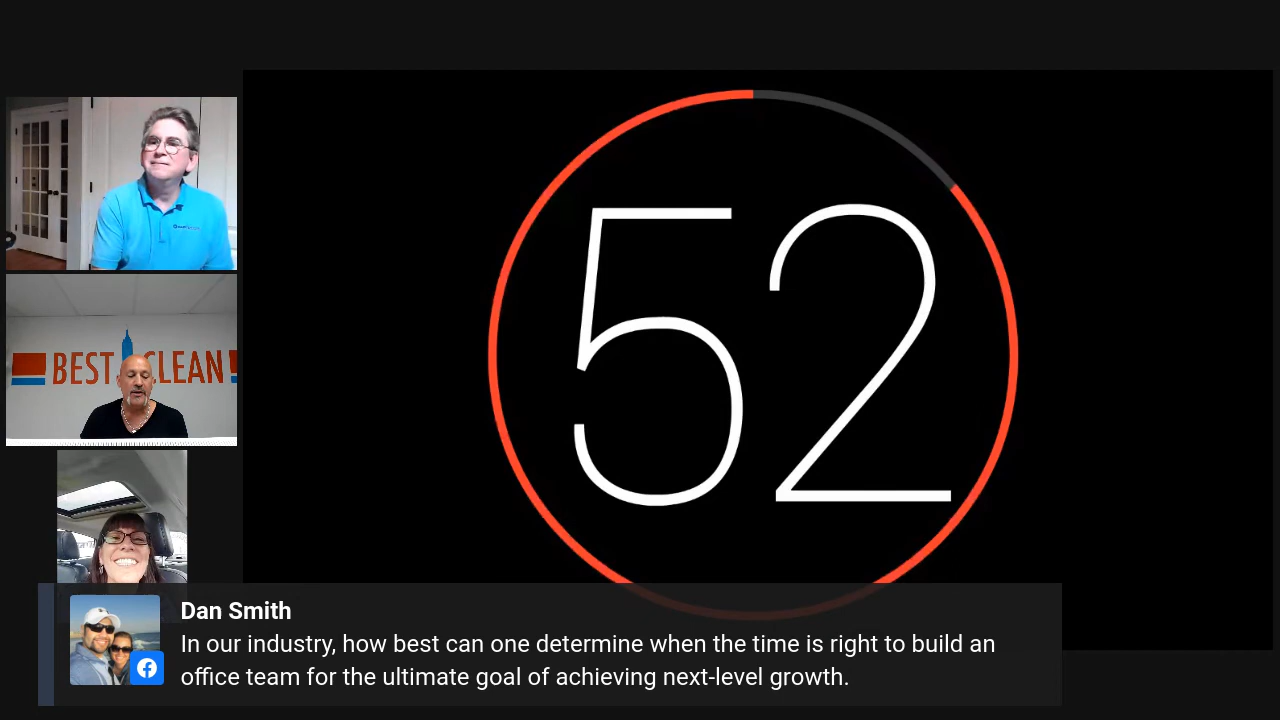 52
BEST CLEAN
Dan Smith
In our industry, how best can one determine when the time is right to build an
office team for the ultimate goal of achieving next-level growth.